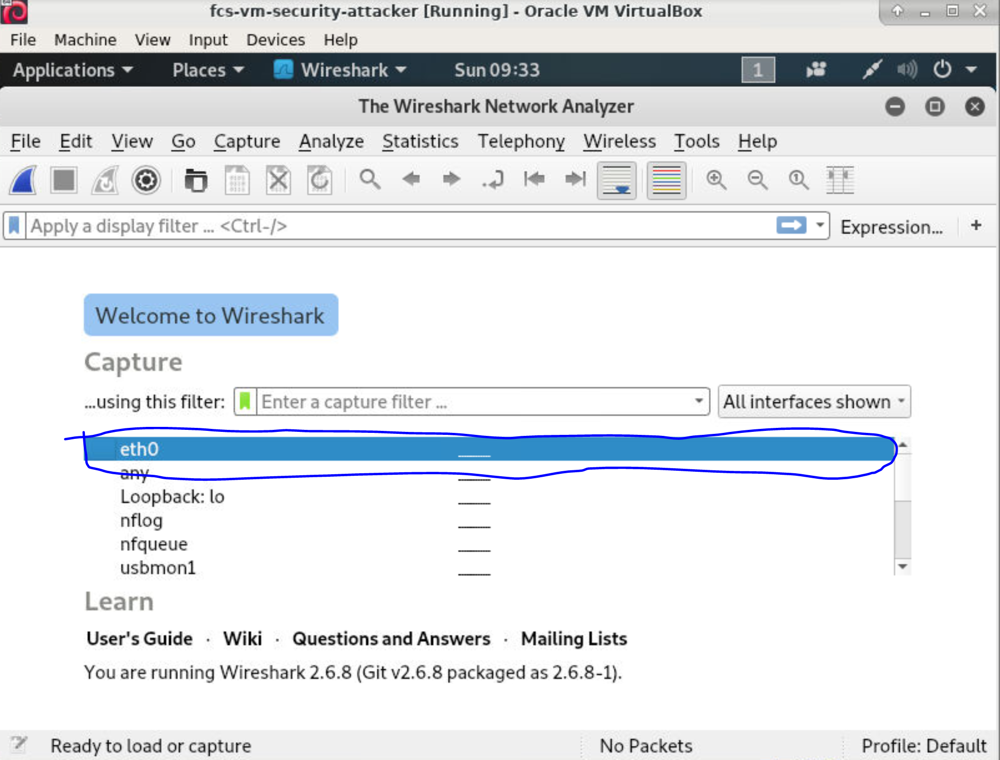 fcs-vm-security-attacker [Running] - Oracle VM VirtualBox
File Machine View Input Devices Help
Applications Places Wireshark Sun 09:33 1
The Wireshark Network Analyzer
File Edit View Go Capture Analyze Statistics Telephony Wireless Tools Help
Apply a display filter ... <Ctrl-/> Expression... +
Welcome to Wireshark
Capture
...using this filter: Enter a capture filter ... All interfaces shown
eth0
any
Loopback: lo
nflog
nfqueue
usbmon1
Learn
User's Guide · Wiki · Questions and Answers · Mailing Lists
You are running Wireshark 2.6.8 (Git v2.6.8 packaged as 2.6.8-1).
Ready to load or capture No Packets Profile: Default